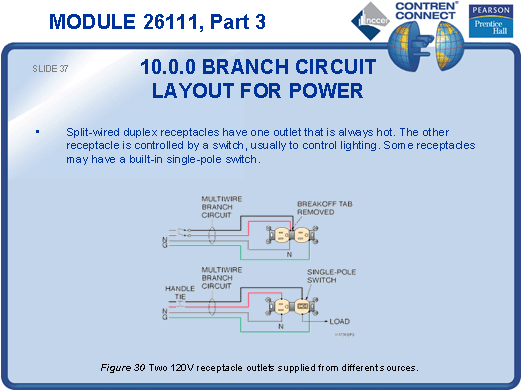 MODULE 26111, Part 3
nccer
CONTREN®
CONNECT
PEARSON
Prentice
Hall
SLIDE 37
10.0.0 BRANCH CIRCUIT
LAYOUT FOR POWER
• Split-wired duplex receptacles have one outlet that is always hot. The other
receptacle is controlled by a switch, usually to control lighting. Some receptacles
may have a built-in single-pole switch.
MULTIWIRE
BRANCH
CIRCUIT
BREAKOFF TAB
REMOVED
N
G
N
MULTIWIRE
BRANCH
CIRCUIT
SINGLE-POLE
SWITCH
HANDLE
TIE
N
G
N
LOAD
Figure 30 Two 120V receptacle outlets supplied from different sources.